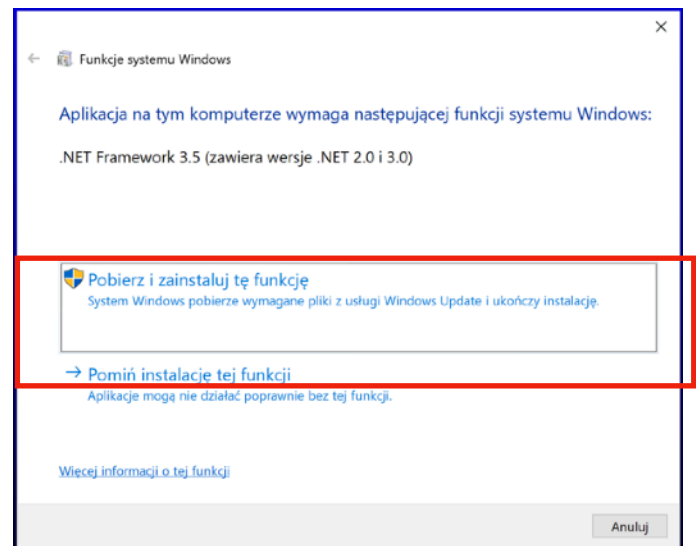 Funkcje systemu Windows
Aplikacja na tym komputerze wymaga następującej funkcji systemu Windows:
.NET Framework 3.5 (zawiera wersje .NET 2.0 i 3.0)
Pobierz i zainstaluj tę funkcję
System Windows pobierze wymagane pliki z usługi Windows Update i ukończy instalację.
Pomiń instalację tej funkcji
Aplikacje mogą nie działać poprawnie bez tej funkcji.
Więcej informacji o tej funkcji
Anuluj